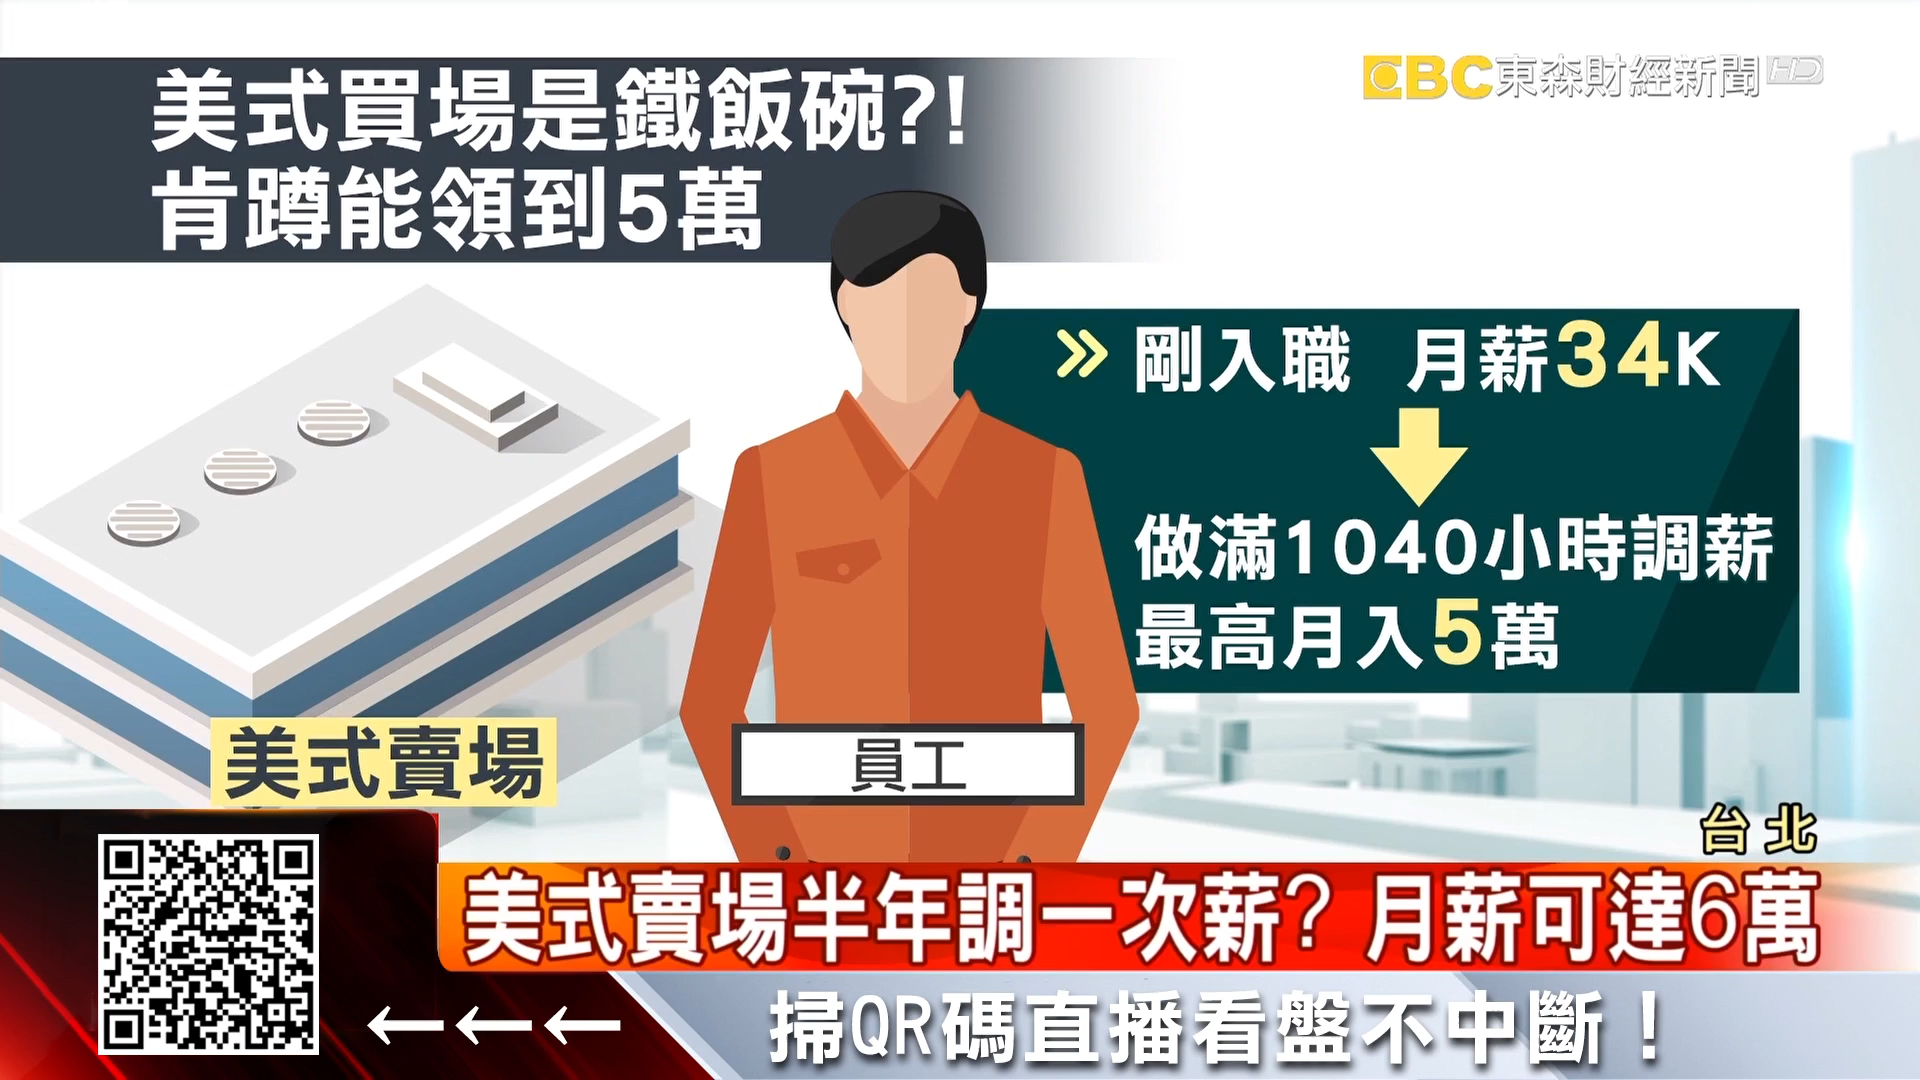 美式買場是鐵飯碗?!
肯蹲能領到5萬
EBC東森財經新聞HD
剛入職 月薪34K
做滿1040小時調薪
最高月入5萬
美式賣場
員工
台北
美式賣場半年調一次薪? 月薪可達6萬
←←← 掃QR碼直播看盤不中斷!